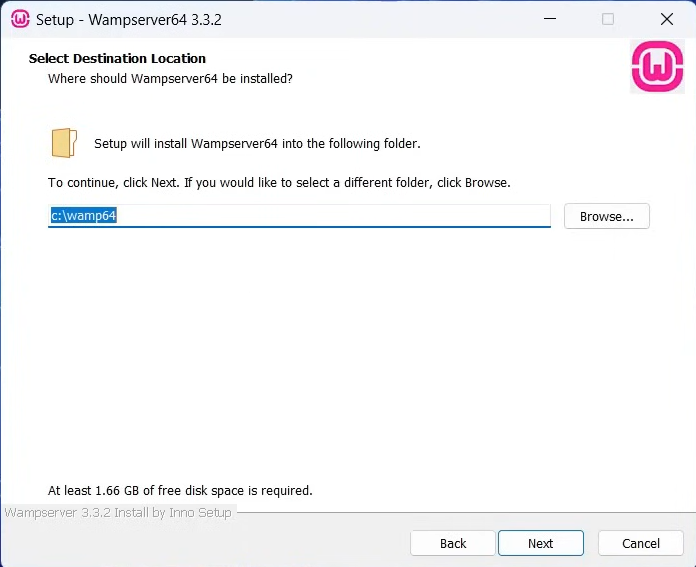 Setup - Wampserver64 3.3.2
Select Destination Location
Where should Wampserver64 be installed?
W
Setup will install Wampserver64 into the following folder.
To continue, click Next. If you would like to select a different folder, click Browse.
c:\wamp64
Browse...
At least 1.66 GB of free disk space is required.
Wampserver 3.3.2 Install by Inno Setup
Back
Next
Cancel